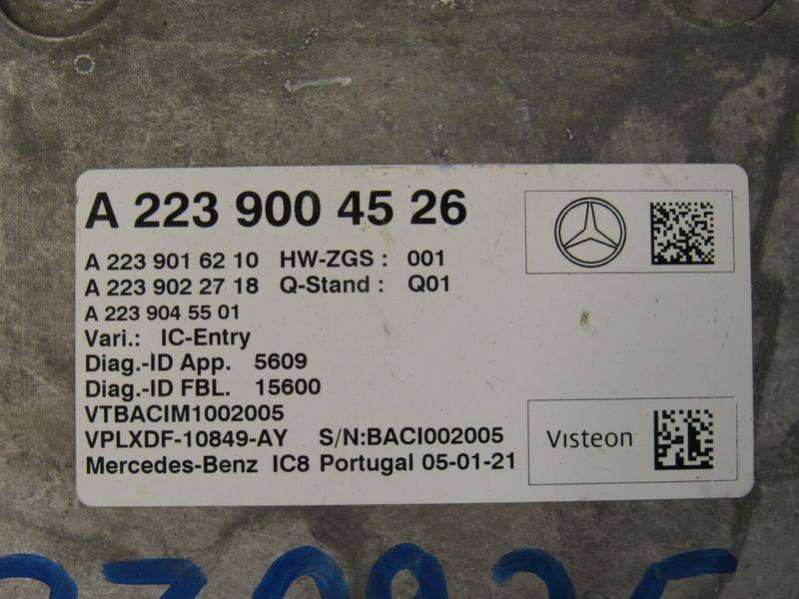 A 223 900 45 26
A 223 901 62 10 HW-ZGS : 001
A 223 902 27 18 Q-Stand : Q01
A 223 904 55 01
Vari.: IC-Entry
Diag.-ID App. 5609
Diag.-ID FBL. 15600
VTBACIM1002005
VPLXDF-10849-AY S/N:BACI002005
Visteon
Mercedes-Benz IC8 Portugal 05-01-21